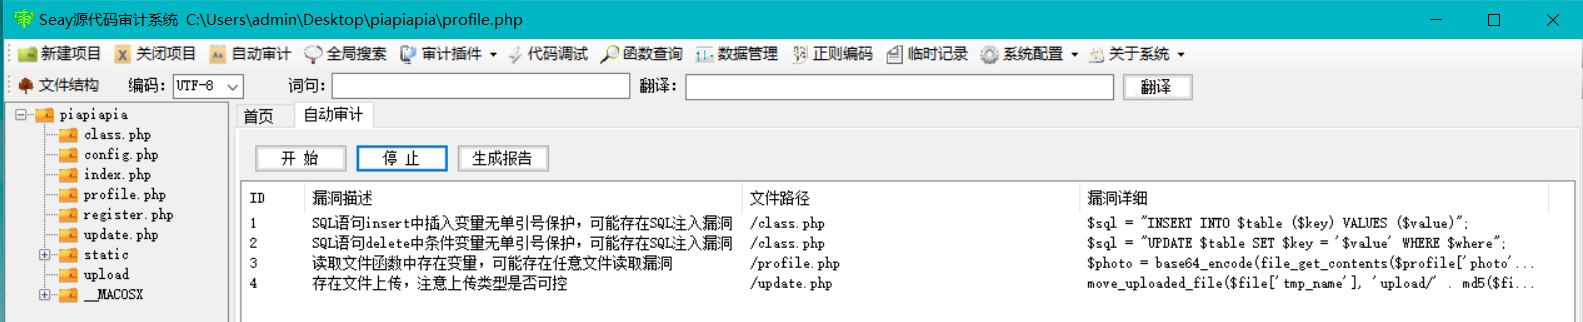 Seay源代码审计系统 C:\Users\admin\Desktop\piapiapia\profile.php
新建项目 关闭项目 自动审计 全局搜索 审计插件 代码调试 函数查询 数据管理 正则编码 临时记录 系统配置 关于系统
文件结构 编码: UTF-8 词句: 翻译: 翻译
piapiapia
class.php
config.php
index.php
profile.php
register.php
update.php
static
upload
__MACOSX
首页 自动审计
开 始 停 止 生成报告
ID 漏洞描述 文件路径 漏洞详细
1 SQL语句insert中插入变量无单引号保护，可能存在SQL注入漏洞 /class.php $sql = "INSERT INTO $table ($key) VALUES ($value)";
2 SQL语句delete中条件变量无单引号保护，可能存在SQL注入漏洞 /class.php $sql = "UPDATE $table SET $key = '$value' WHERE $where";
3 读取文件函数中存在变量，可能存在任意文件读取漏洞 /profile.php $photo = base64_encode(file_get_contents($profile['photo'...
4 存在文件上传，注意上传类型是否可控 /update.php move_uploaded_file($file['tmp_name'], 'upload/' . md5($fi...